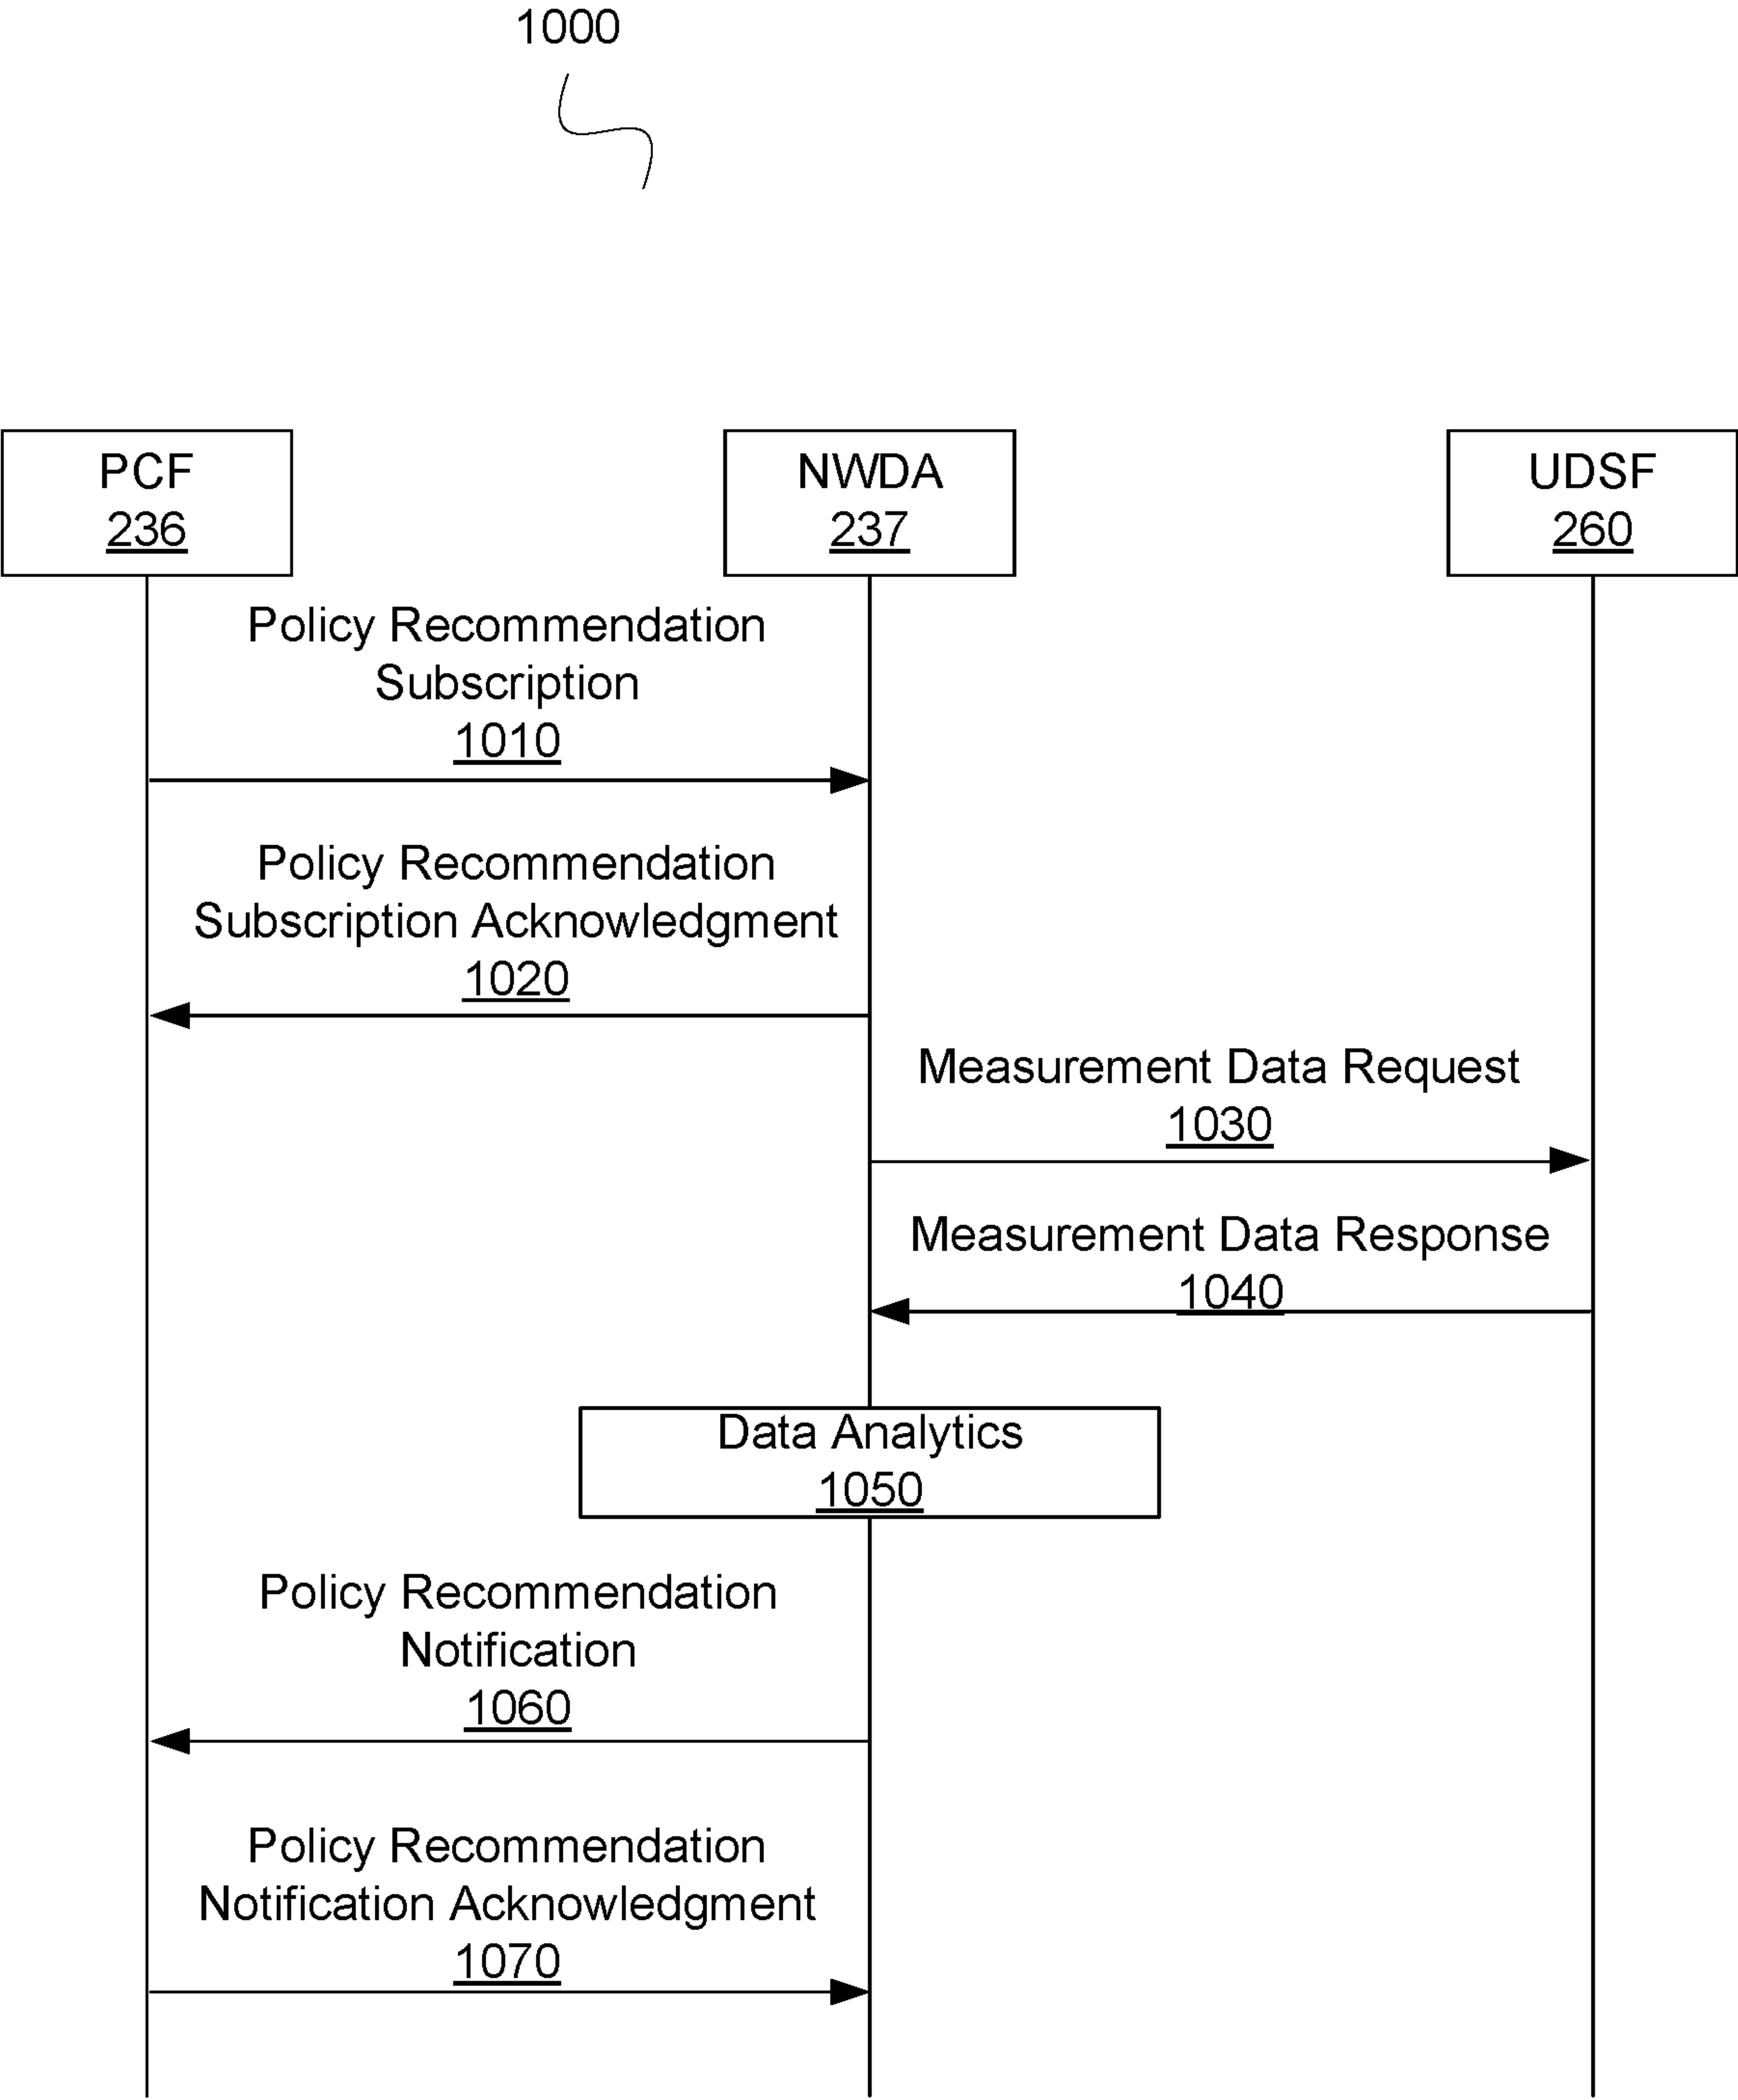 1000
PCF
236
NWDA
237
UDSF
260
Policy Recommendation
Subscription
1010
Policy Recommendation
Subscription Acknowledgment
1020
Measurement Data Request
1030
Measurement Data Response
1040
Data Analytics
1050
Policy Recommendation
Notification
1060
Policy Recommendation
Notification Acknowledgment
1070